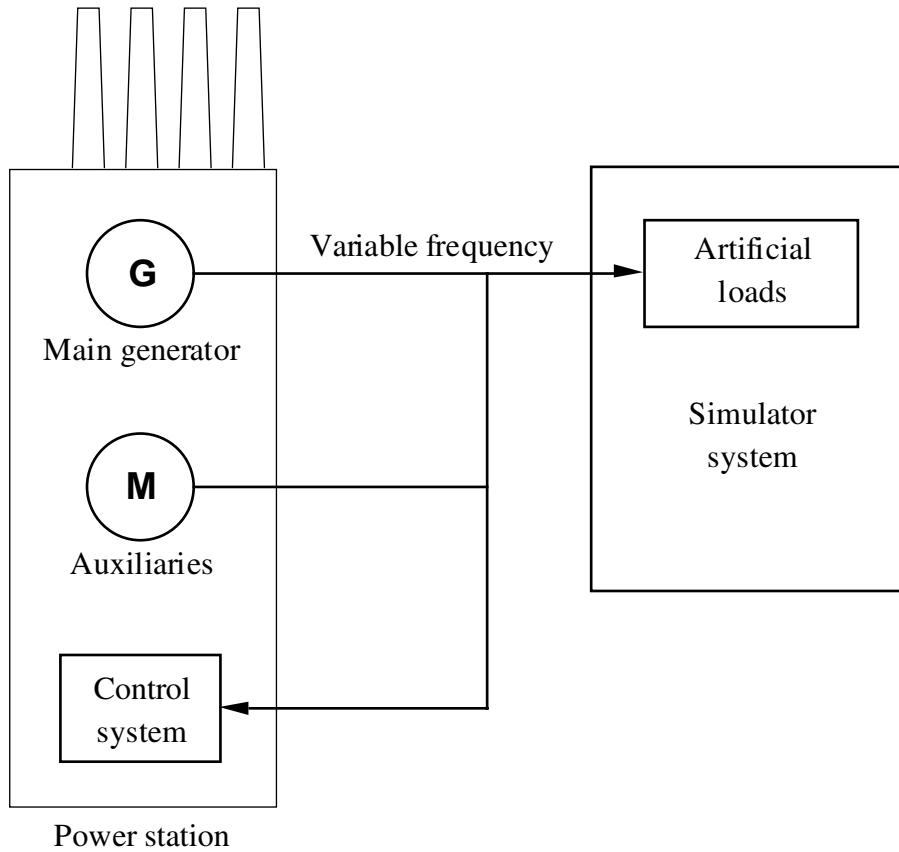 G
Variable frequency
Artificial
loads
Main generator
Simulator
system
M
Auxiliaries
Control
system
Power station